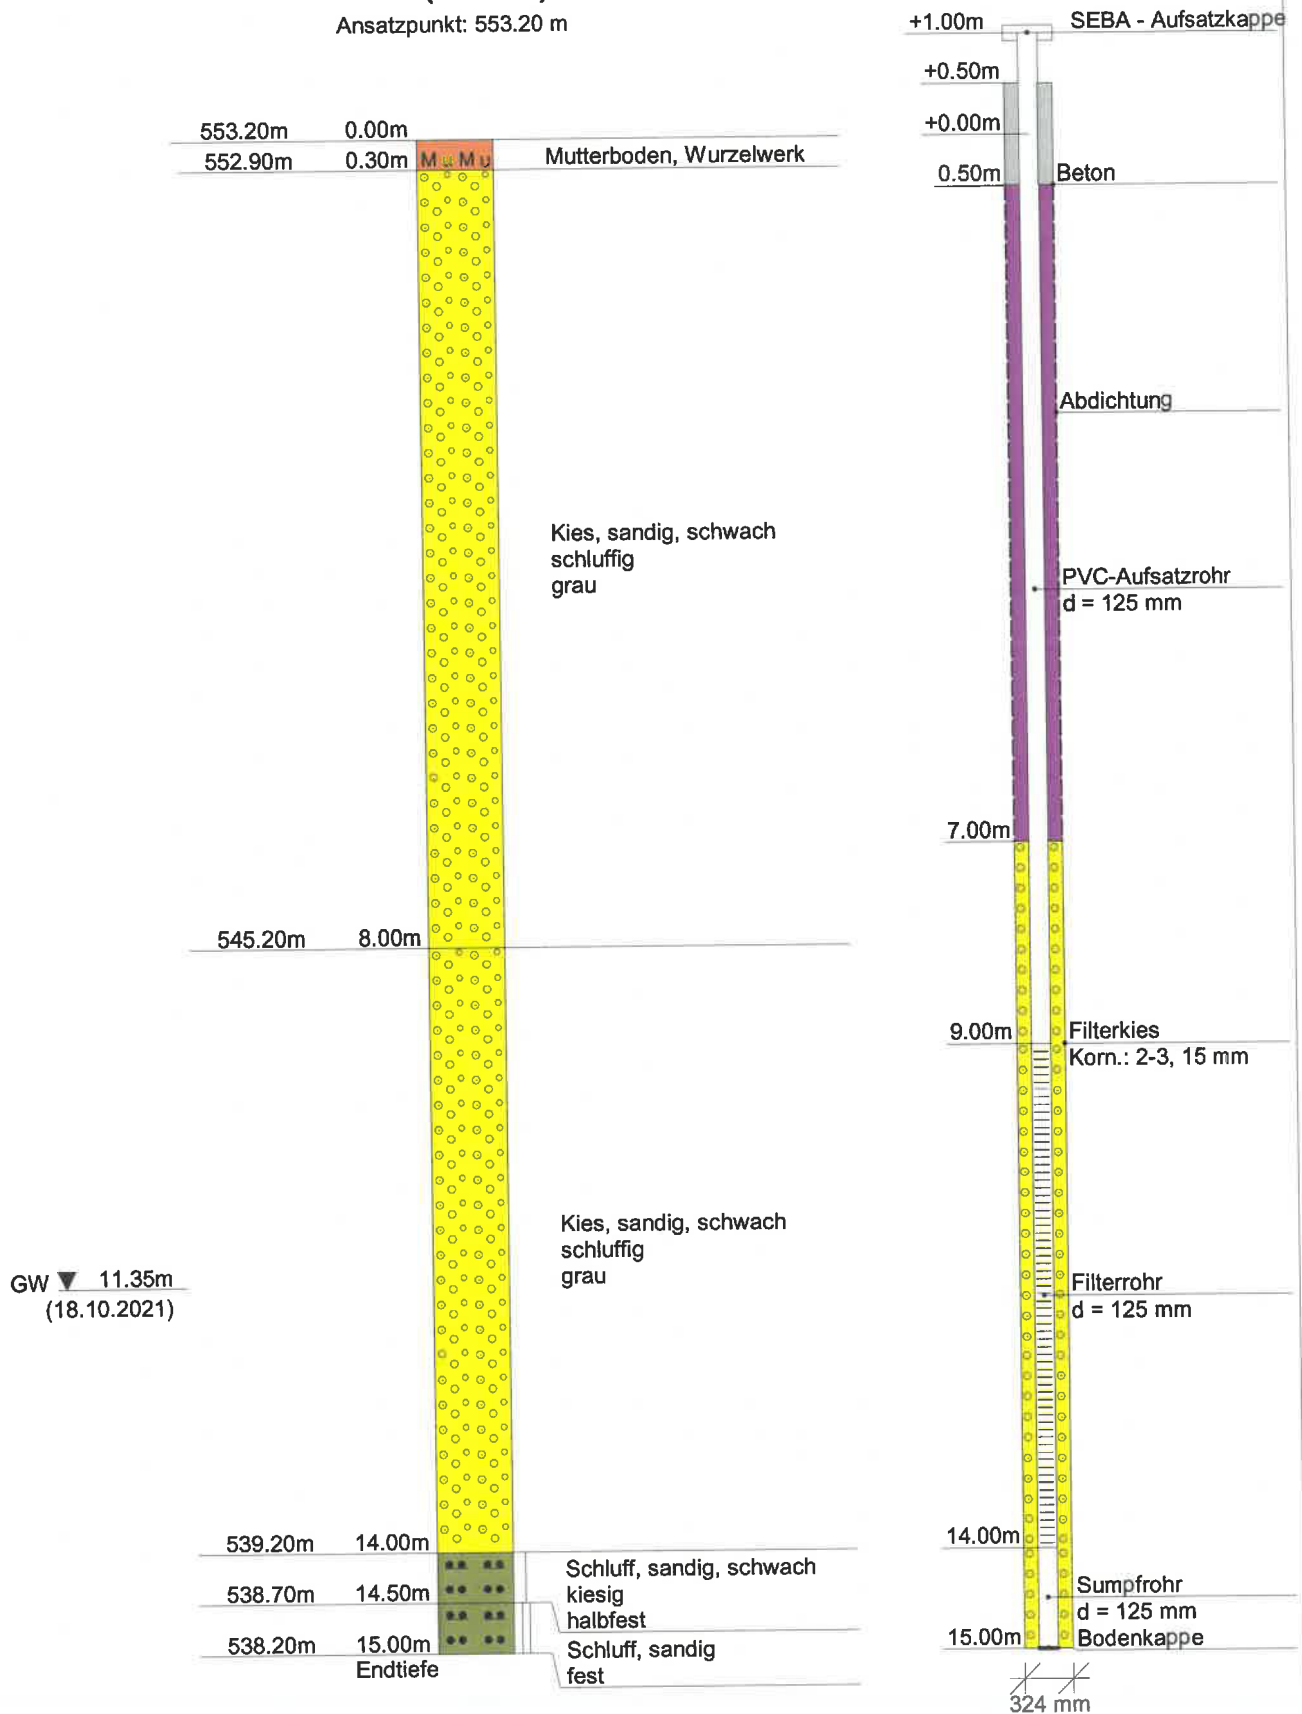 Ansatzpunkt: 553.20 m
553.20m 0.00m
552.90m 0.30m
M u M u
Mutterboden, Wurzelwerk
Kies, sandig, schwach
schluffig
grau
545.20m 8.00m
Kies, sandig, schwach
schluffig
grau
GW 11.35m
(18.10.2021)
539.20m 14.00m
Schluff, sandig, schwach
kiesig
halbfest
538.70m 14.50m
538.20m 15.00m
Endtiefe
Schluff, sandig
fest
+1.00m
SEBA - Aufsatzkappe
+0.50m
+0.00m
0.50m
Beton
Abdichtung
PVC-Aufsatzrohr
d = 125 mm
7.00m
9.00m
Filterkies
Korn.: 2-3, 15 mm
Filterrohr
d = 125 mm
14.00m
Sumpfrohr
d = 125 mm
15.00m
Bodenkappe
324 mm